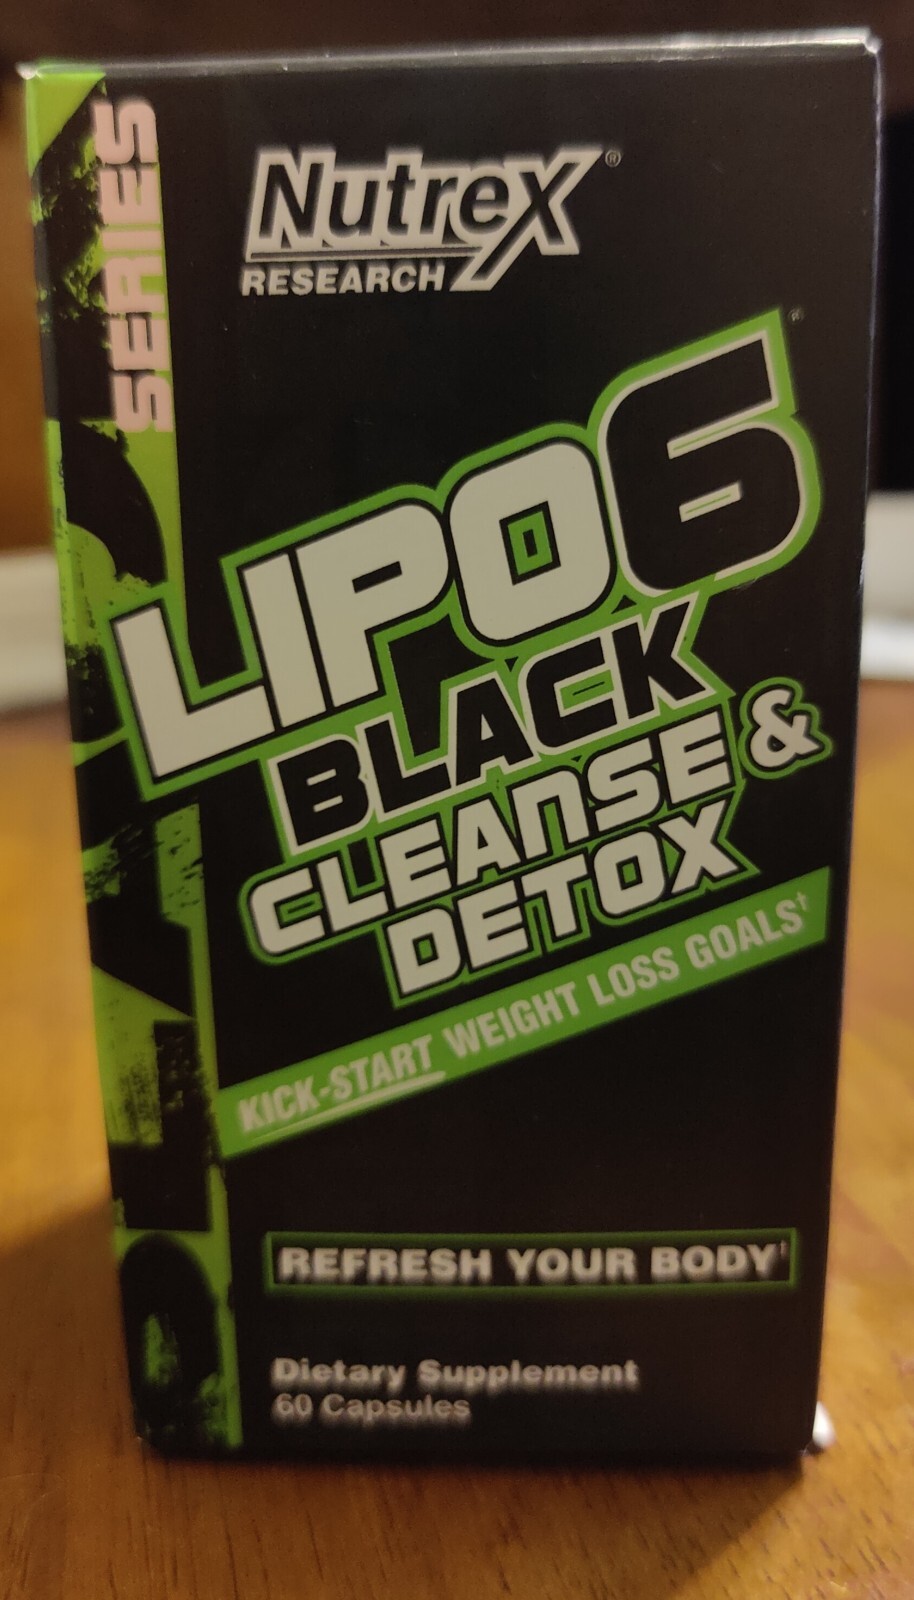 SERIES
Nutrex®
RESEARCH
LIPO6®
BLACK
CLEANSE &
DETOX
KICK-START WEIGHT LOSS GOALS†
REFRESH YOUR BODY†
Dietary Supplement
60 Capsules